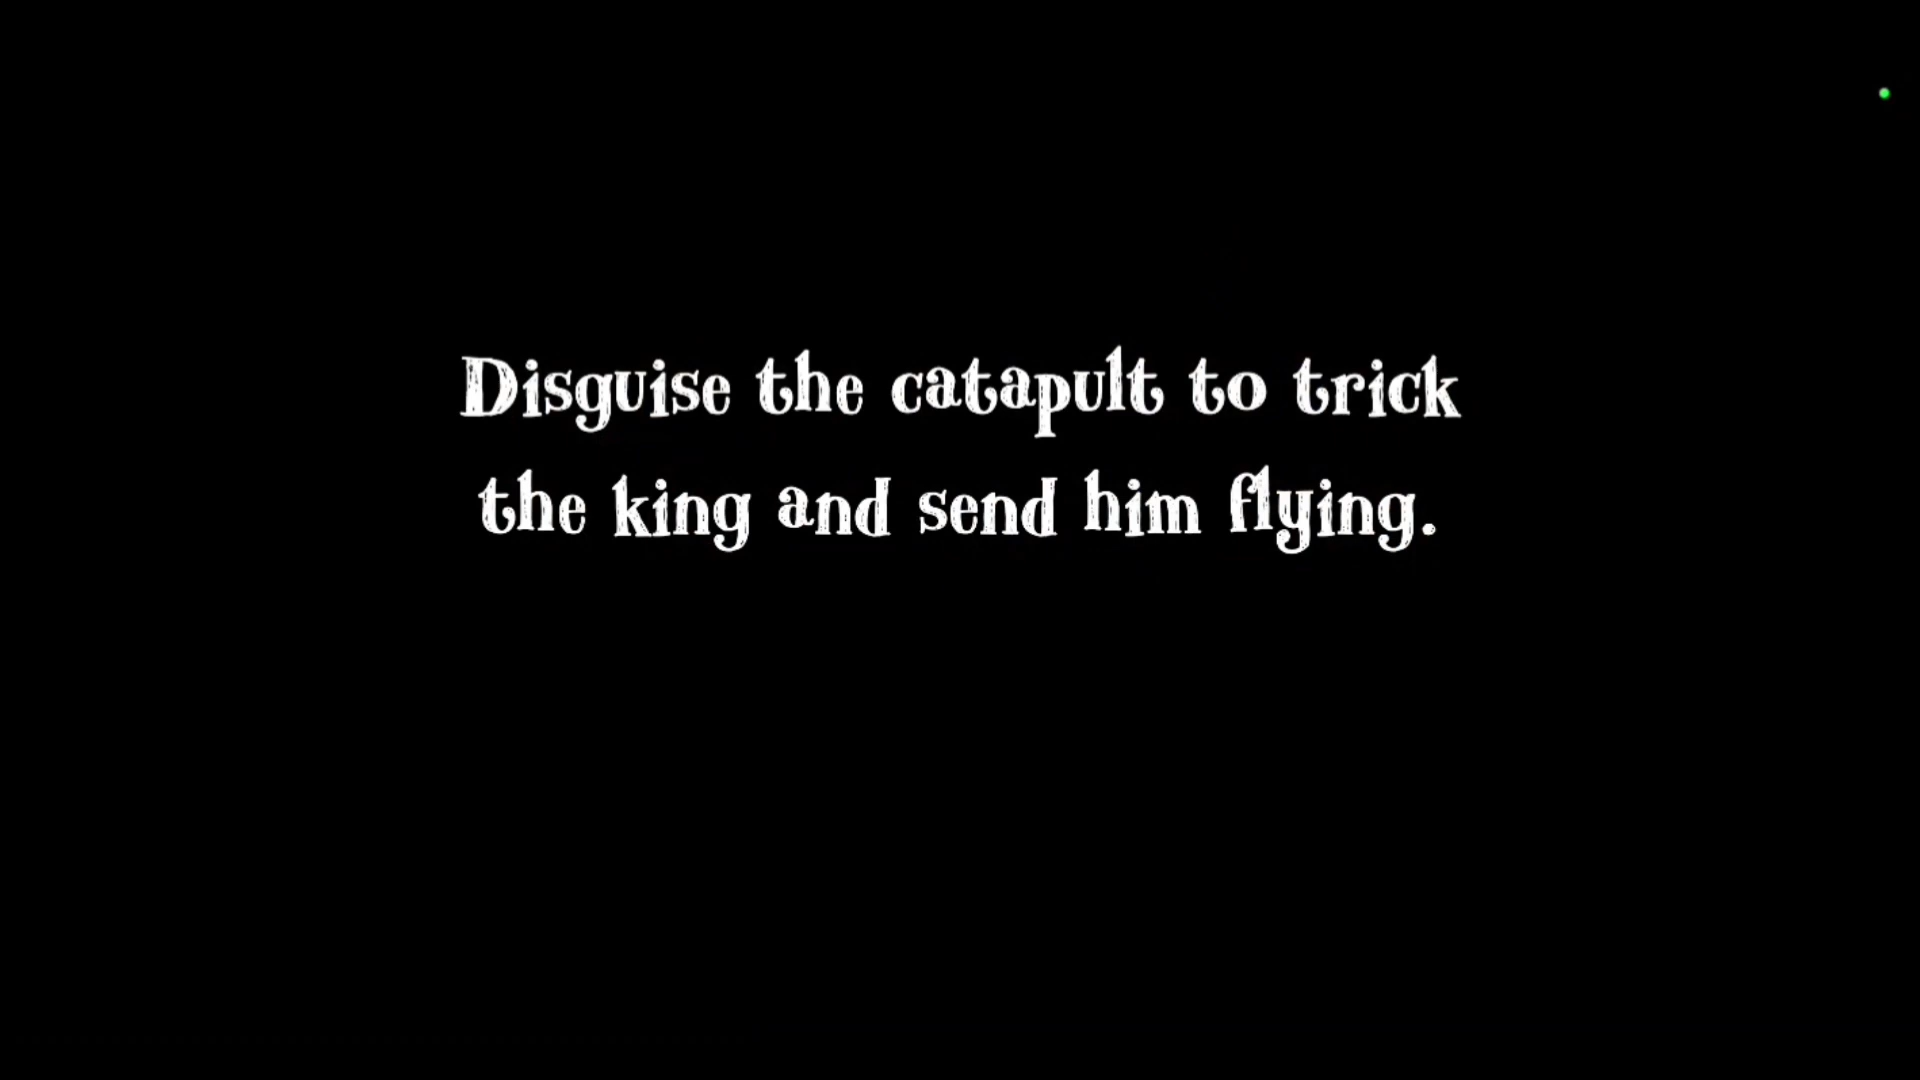 Disguise the catapult to trick
the king and send him flying.